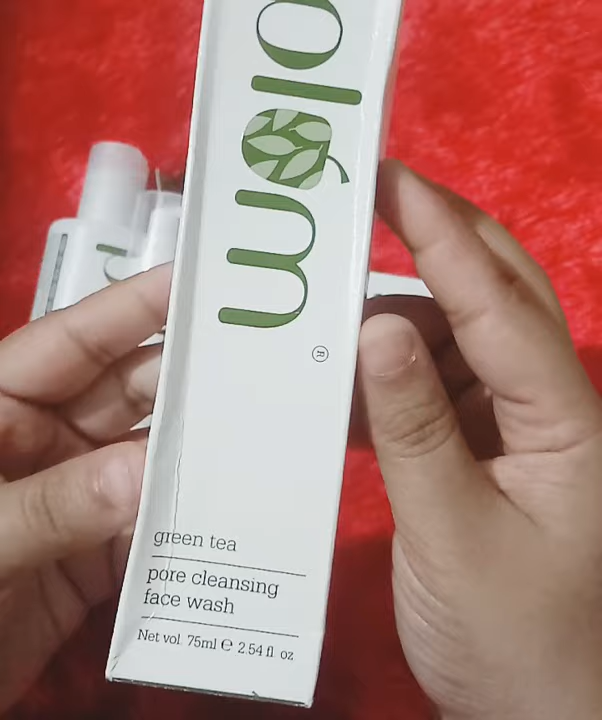 plum
®
green tea
pore cleansing
face wash
Net vol. 75ml ℮ 2.54 fl. oz